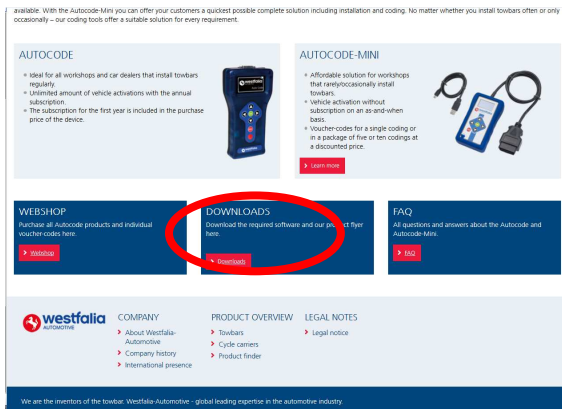 available. With the Autocode-Mini you can offer your customers a quickest possible complete solution including installation and coding. No matter whether you install towbars often or only
occasionally – our coding tools offer a suitable solution for every requirement.
AUTOCODE
Ideal for all workshops and car dealers that install towbars
regularly.
Unlimited amount of vehicle activations with the annual
subscription.
The subscription for the first year is included in the purchase
price of the device.
westfalia
AUTOCODE-MINI
Affordable solution for workshops
that rarely/occasionally install
towbars.
Vehicle activation without
subscription on an as-and-when
basis.
Voucher-codes for a single coding or
in a package of five or ten codings at
a discounted price.
Learn more
WEBSHOP
Purchase all Autocode products and individual
voucher-codes here.
Webshop
DOWNLOADS
Download the required software and our product flyer
here.
Downloads
FAQ
All questions and answers about the Autocode and
Autocode-Mini.
FAQ
westfalia
AUTOMOTIVE
COMPANY
About Westfalia-
Automotive
Company history
International presence
PRODUCT OVERVIEW
Towbars
Cycle carriers
Product finder
LEGAL NOTES
Legal notice
We are the inventors of the towbar. Westfalia-Automotive - global leading expertise in the automotive industry.